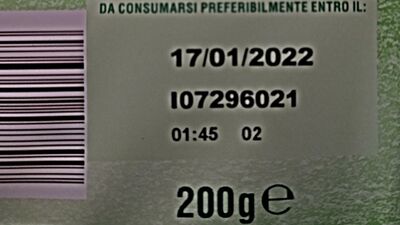 DA CONSUMARSI PREFERIBILMENTE ENTRO IL:
17/01/2022
I07296021
01:45 02
200g℮